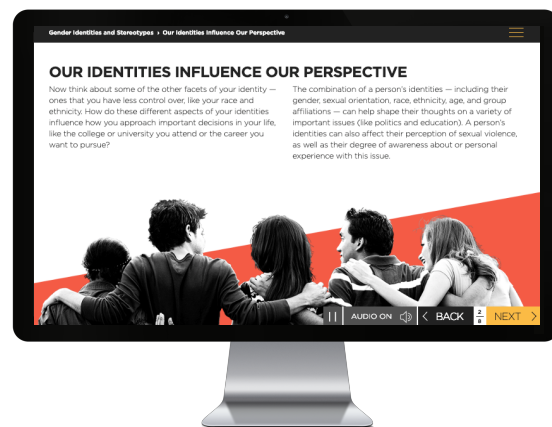 Gender Identities and Stereotypes › Our Identities Influence Our Perspective
OUR IDENTITIES INFLUENCE OUR PERSPECTIVE
Now think about some of the other facets of your identity —
ones that you have less control over, like your race and
ethnicity. How do these different aspects of your identities
influence how you approach important decisions in your life,
like the college or university you attend or the career you
want to pursue?
The combination of a person's identities — including their
gender, sexual orientation, race, ethnicity, age, and group
affiliations — can help shape their thoughts on a variety of
important issues (like politics and education). A person's
identities can also affect their perception of sexual violence,
as well as their degree of awareness about or personal
experience with this issue.
AUDIO ON
BACK
2
8
NEXT